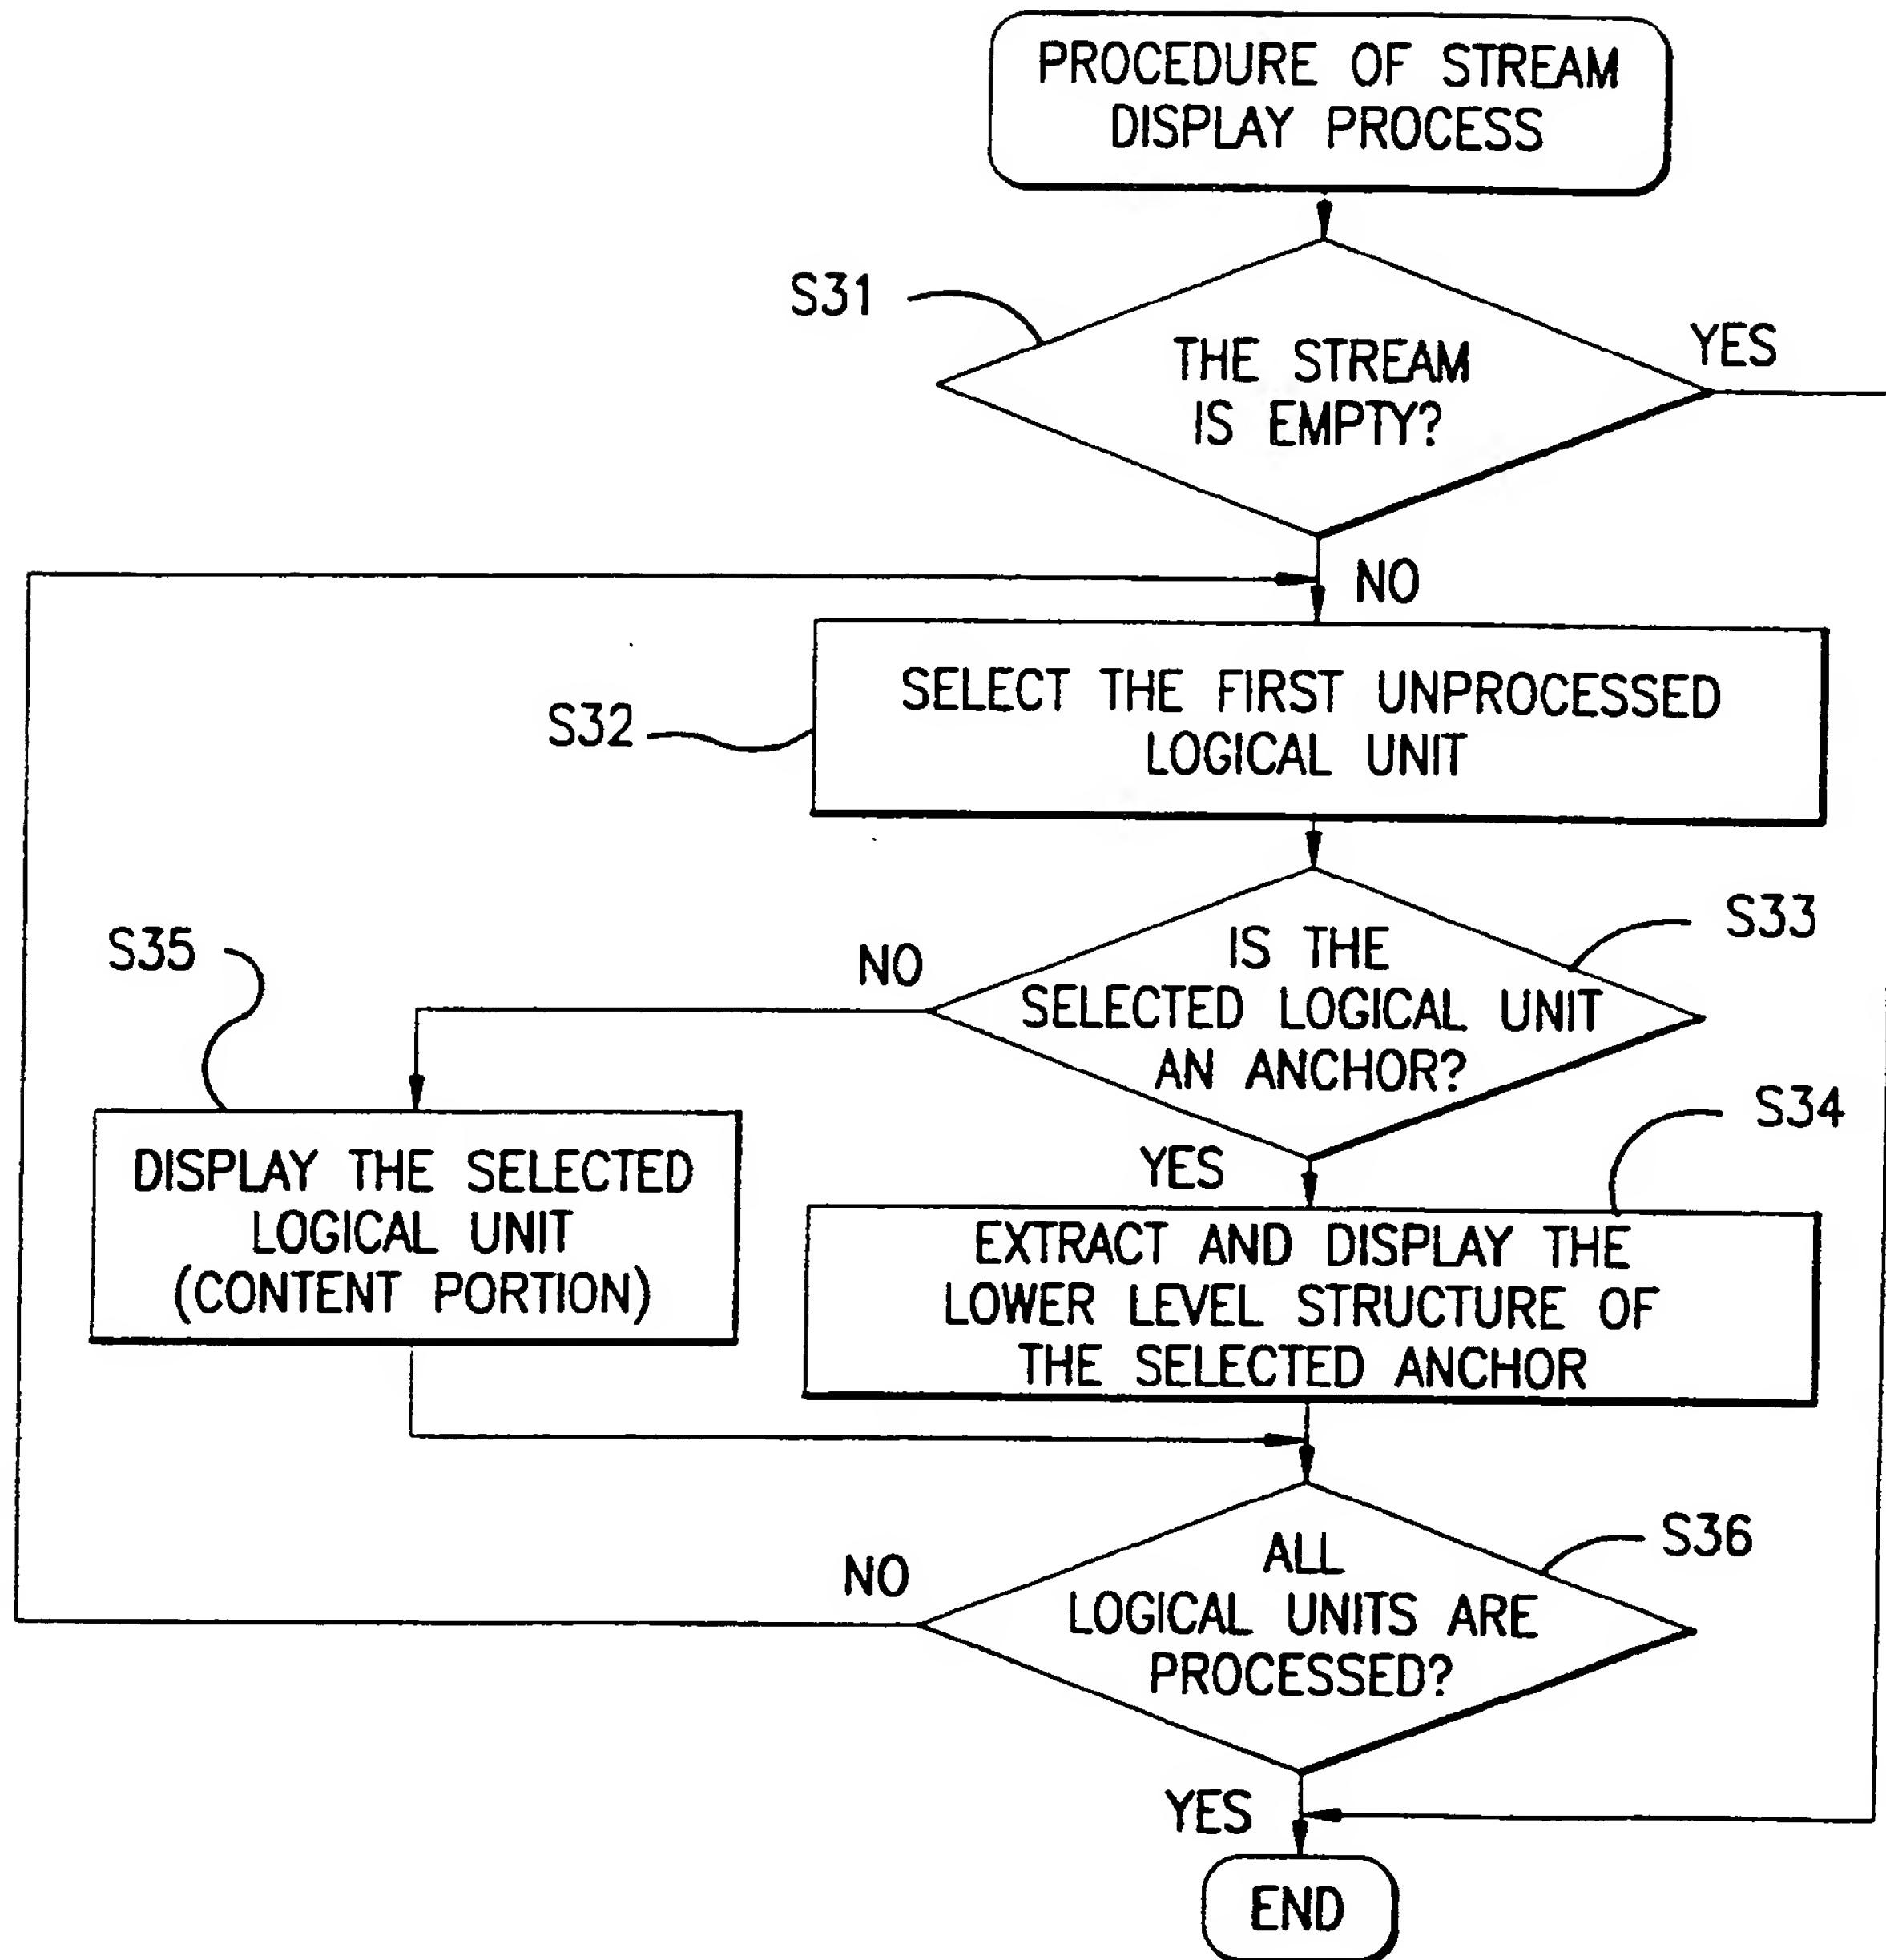 PROCEDURE OF STREAM
DISPLAY PROCESS
S31
THE STREAM
IS EMPTY?
YES
NO
S32
SELECT THE FIRST UNPROCESSED
LOGICAL UNIT
S33
IS THE
SELECTED LOGICAL UNIT
AN ANCHOR?
NO
YES
S35
DISPLAY THE SELECTED
LOGICAL UNIT
(CONTENT PORTION)
S34
EXTRACT AND DISPLAY THE
LOWER LEVEL STRUCTURE OF
THE SELECTED ANCHOR
S36
ALL
LOGICAL UNITS ARE
PROCESSED?
NO
YES
END